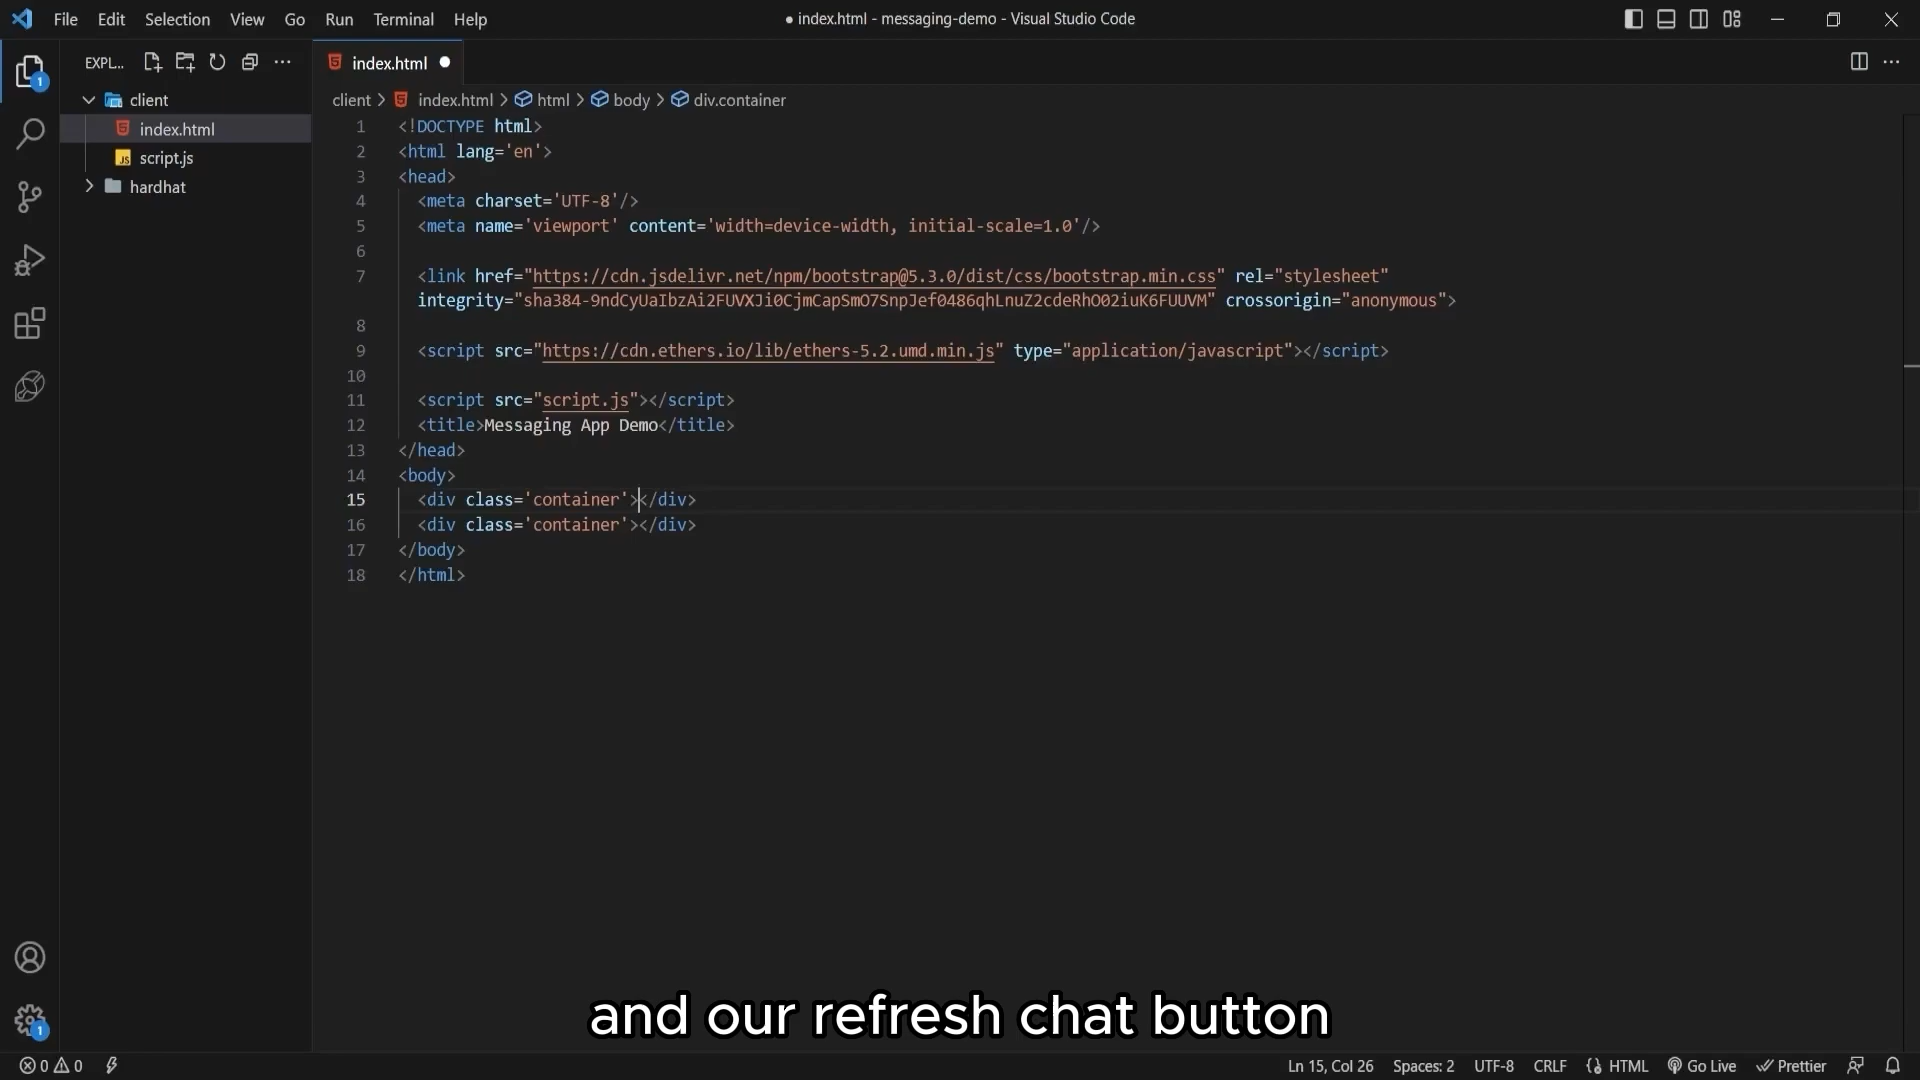 File Edit Selection View Go Run Terminal Help
● index.html - messaging-demo - Visual Studio Code
EXPL...
index.html
client
index.html
script.js
hardhat
client > index.html > html > body > div.container
1 <!DOCTYPE html>
2 <html lang='en'>
3 <head>
4 <meta charset='UTF-8'/>
5 <meta name='viewport' content='width=device-width, initial-scale=1.0'/>
6
7 <link href="https://cdn.jsdelivr.net/npm/bootstrap@5.3.0/dist/css/bootstrap.min.css" rel="stylesheet"
integrity="sha384-9ndCyUaIbzAi2FUVXJi0CjmCapSmO7SnpJef0486qhLnuZ2cdeRhO02iuK6FUUVM" crossorigin="anonymous">
8
9 <script src="https://cdn.ethers.io/lib/ethers-5.2.umd.min.js" type="application/javascript"></script>
10
11 <script src="script.js"></script>
12 <title>Messaging App Demo</title>
13 </head>
14 <body>
15 <div class='container'></div>
16 <div class='container'></div>
17 </body>
18 </html>
1
1
and our refresh chat button
0 0
Ln 15, Col 26 Spaces: 2 UTF-8 CRLF HTML Go Live Prettier